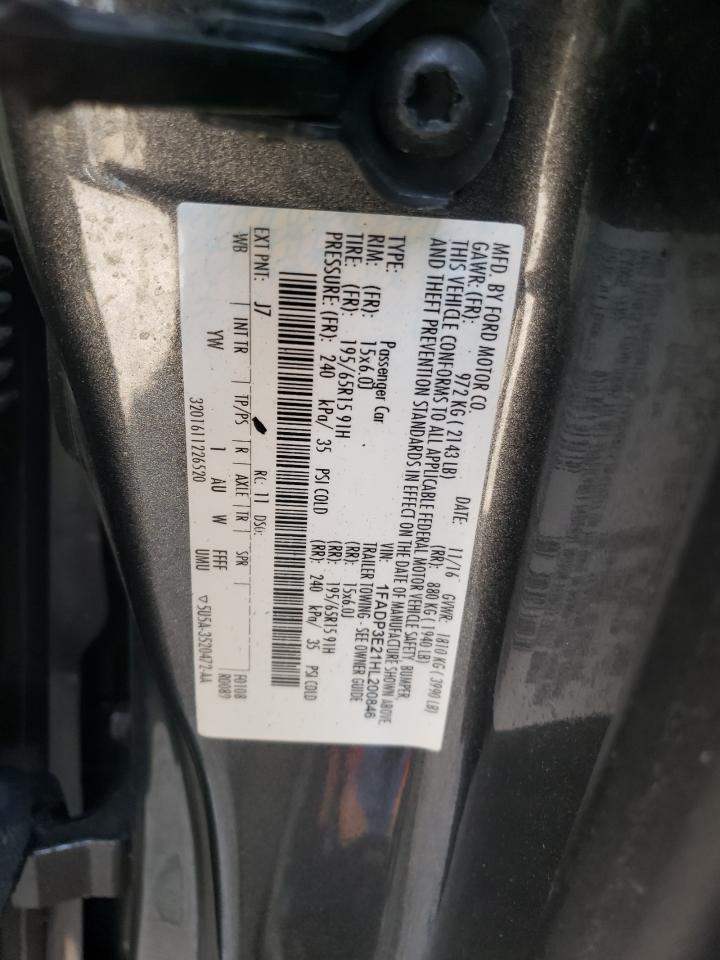 MFD. BY FORD MOTOR CO.
DATE: 11/16 GVWR: 1810 KG ( 3990 LB)
GAWR: (FR): 972 KG ( 2143 LB) (RR): 880 KG ( 1940 LB)
THIS VEHICLE CONFORMS TO ALL APPLICABLE FEDERAL MOTOR VEHICLE SAFETY, BUMPER,
AND THEFT PREVENTION STANDARDS IN EFFECT ON THE DATE OF MANUFACTURE SHOWN ABOVE
VIN: 1FADP3E21HL200846
TYPE: Passenger Car TRAILER TOWING - SEE OWNER GUIDE
RIM: (FR): 15x6.0J (RR): 15x6.0J
TIRE: (FR): 195/65R15 91H (RR): 195/65R15 91H
PRESSURE: (FR): 240 kPa/ 35 PSI COLD (RR): 240 kPa/ 35 PSI COLD
EXT PNT: J7 RC: 11 DSO:
WB INT TR TP/PS R AXLE TR SPR
YW 1 AU W FFFF UMU
F0108
R0089
3201611226520 ▽5U5A-3520472-AA